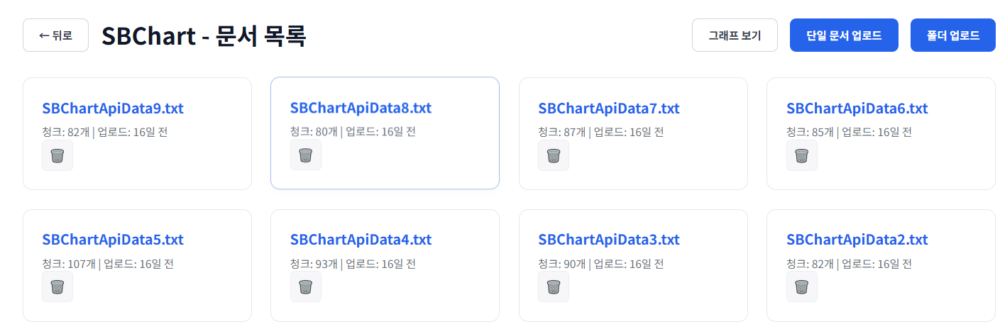 ← 뒤로
SBChart - 문서 목록
그래프 보기
단일 문서 업로드
폴더 업로드
SBChartApiData9.txt
청크: 82개 | 업로드: 16일 전
SBChartApiData8.txt
청크: 80개 | 업로드: 16일 전
SBChartApiData7.txt
청크: 87개 | 업로드: 16일 전
SBChartApiData6.txt
청크: 85개 | 업로드: 16일 전
SBChartApiData5.txt
청크: 107개 | 업로드: 16일 전
SBChartApiData4.txt
청크: 93개 | 업로드: 16일 전
SBChartApiData3.txt
청크: 90개 | 업로드: 16일 전
SBChartApiData2.txt
청크: 82개 | 업로드: 16일 전